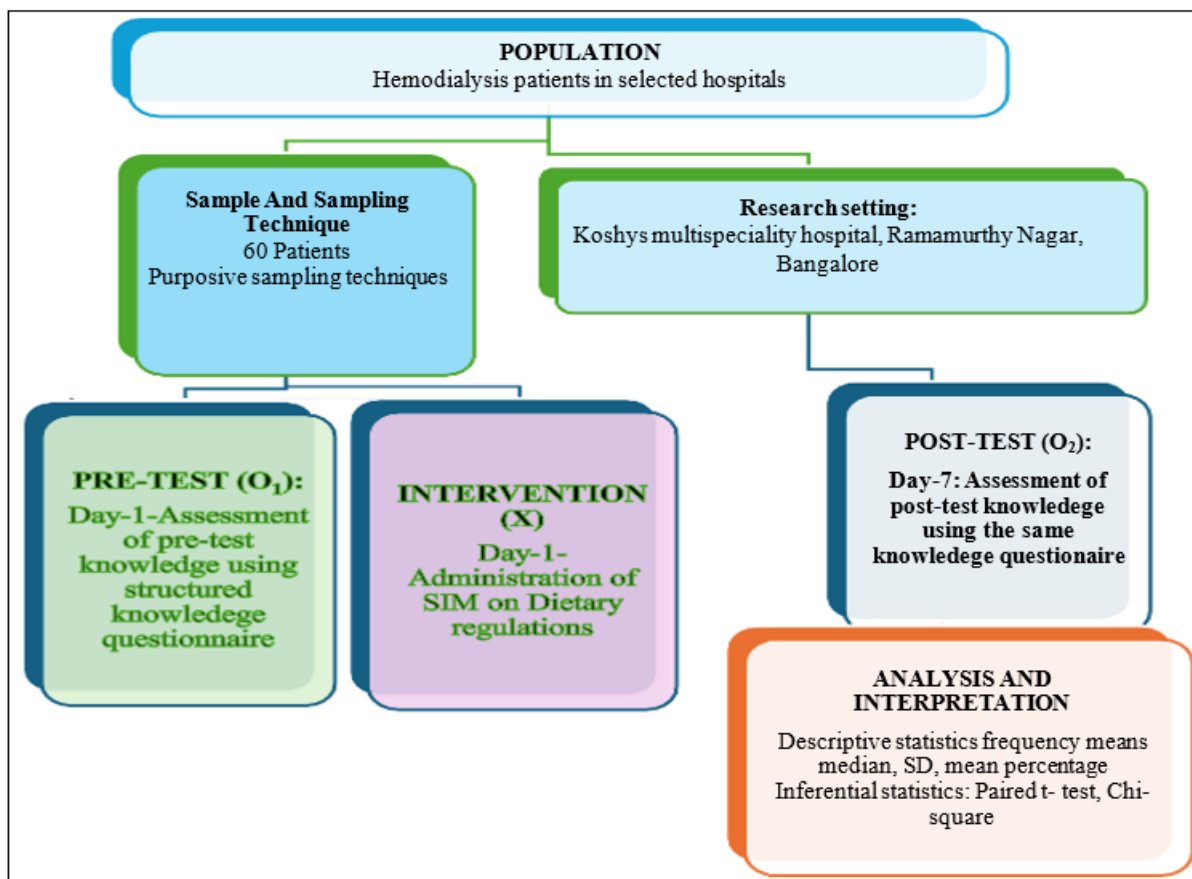 POPULATION
Hemodialysis patients in selected hospitals
Sample And Sampling
Technique
60 Patients
Purposive sampling techniques
Research setting:
Koshys multispeciality hospital, Ramamurthy Nagar,
Bangalore
PRE-TEST (O₁):
Day-1-Assessment
of pre-test
knowledge using
structured
knowledege
questionnaire
INTERVENTION
(X)
Day-1-
Administration of
SIM on Dietary
regulations
POST-TEST (O₂):
Day-7: Assessment of
post-test knowledege
using the same
knowledege questionaire
ANALYSIS AND
INTERPRETATION
Descriptive statistics frequency means
median, SD, mean percentage
Inferential statistics: Paired t- test, Chi-
square